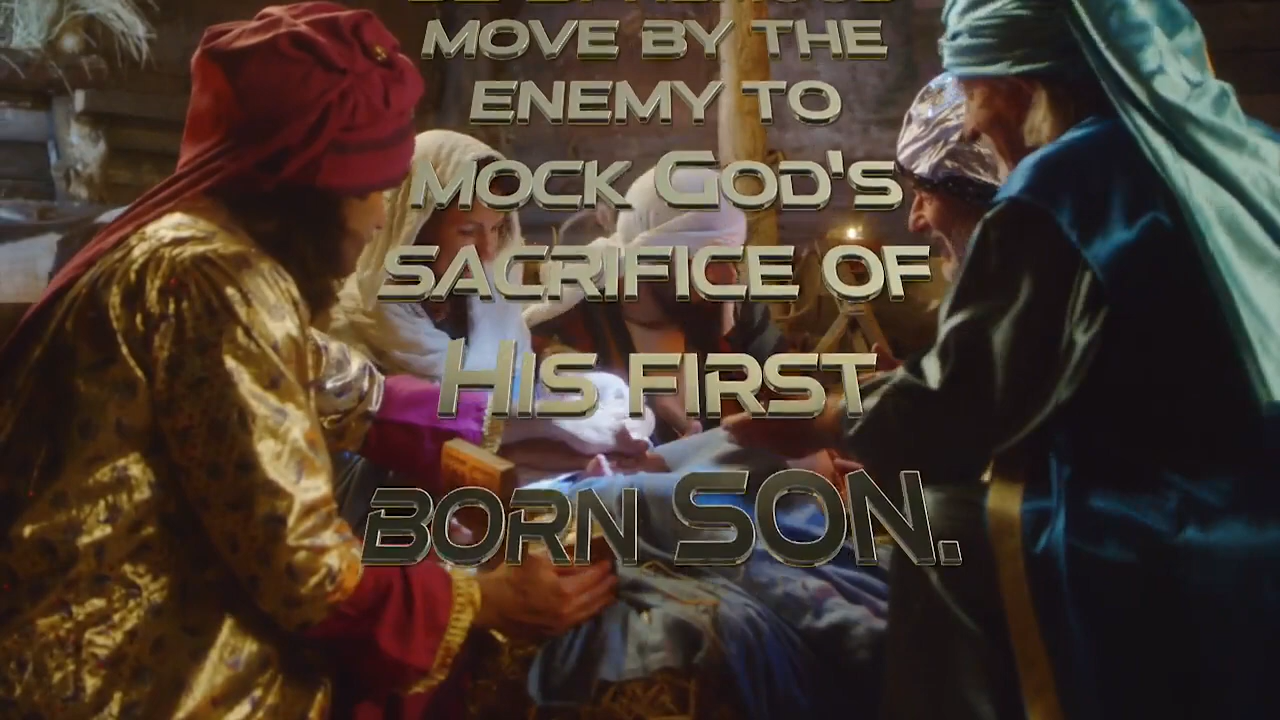 MOVE BY THE
ENEMY TO
MOCK GOD'S
SACRIFICE OF
HIS FIRST
BORN SON.